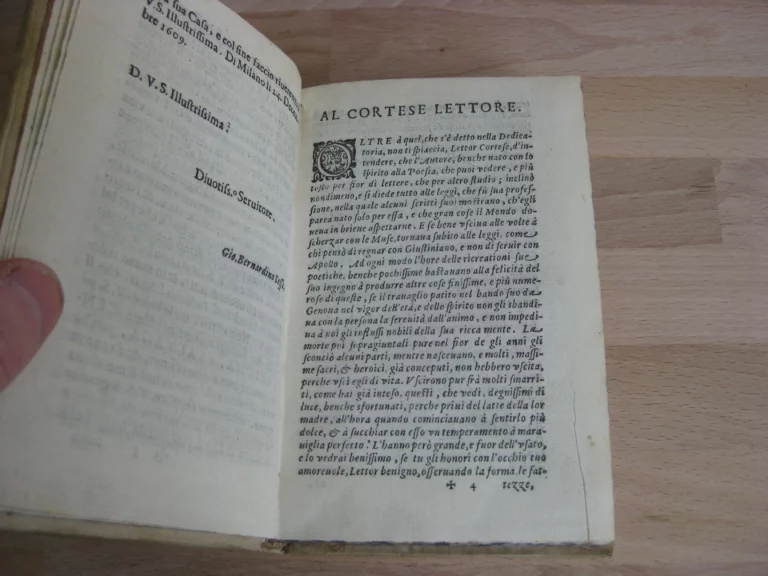 sua Casa, e col fine faccio riuerenza
V.S. Illustrissima. Di Milano li 24. Decem
bre 1609.
D. V. S. Illustrissima:
Diuotiss.o Seruitore.
Gio. Bernardino
AL CORTESE LETTORE.
OLTRE à quel, che s'è detto nella Dedica-
toria, non ti spiaccia, Lettor Cortese, d'in-
tendere, che l'Autore, benche nato con lo
spirito alla Poesia, che puoi vedere, e più
tosto per fior di lettere, che per altro studio; inclinò
nondimeno, e si diede tutto alle leggi, che fù sua profes-
sione, nella quale alcuni scritti suoi mostrano, ch'egli
parea nato solo per essa, e che gran cose il Mondo do-
uena in brieue aspettarne. E se bene vsciua alle volte à
scherzar con le Muse, tornaua subito alle leggi, come
chi pensò di regnar con Giustiniano, e non di seruir con
Apollo. Ad ogni modo l'hore delle ricreationi sue
poetiche, benche pochissime bastauano alla felicità del
suo ingegno à produrre altre cose finissime, e più nume-
rose di queste, se il trauaglio patito nel bando suo da
Genoua nel vigor dell'età, e dello spirito non gli sbandi-
ua con la persona la serenità dall'animo, e non impedi-
ua à noi gli reflussi nobili della sua ricca mente. La
morte poi sepragiuntali pure nel fior de gli anni gli
sconciò alcuni parti, mentre nasceuano, e molti, massi-
me sacri, & heroici, già conceputi, non hebbero vscita,
perche vscì egli di vita. Vscirono pur frà molti smarri-
ti, come hai già inteso, questi, che vedi, degnissimi di
luce, benche sfortunati, perche priui del latte della lor
madre, all'hora quando cominciauano à sentirlo più
dolce, & à succhiar con esso vn temperamento à mara-
uiglia perfetto. L'hanno però grande, e fuor dell'vsato,
e lo vedrai benissimo, se tu gli honori con l'occhio tuo
amoreuole, Lettor benigno, osseruando la forma, le fat-
✠ 4 tezze,